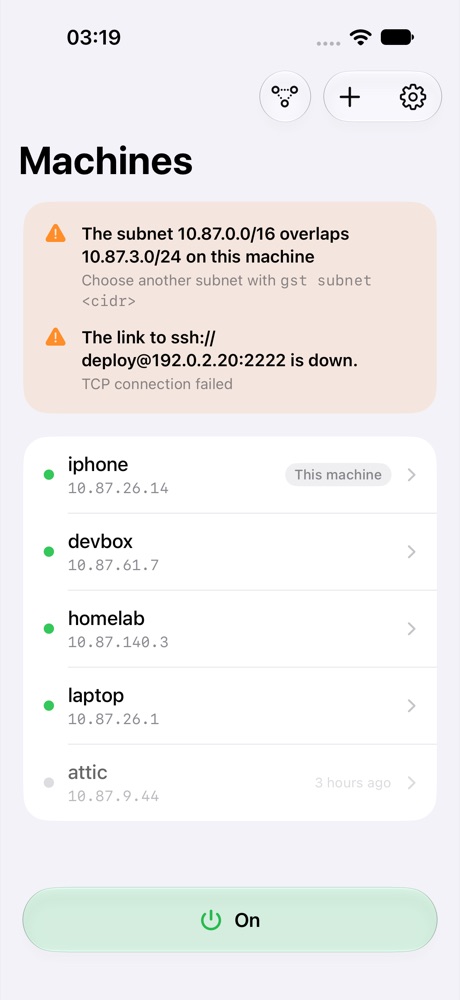 03:19
Machines
The subnet 10.87.0.0/16 overlaps
10.87.3.0/24 on this machine
Choose another subnet with gst subnet
<cidr>
The link to ssh://
deploy@192.0.2.20:2222 is down.
TCP connection failed
iphone
10.87.26.14
This machine
devbox
10.87.61.7
homelab
10.87.140.3
laptop
10.87.26.1
attic
10.87.9.44
3 hours ago
On